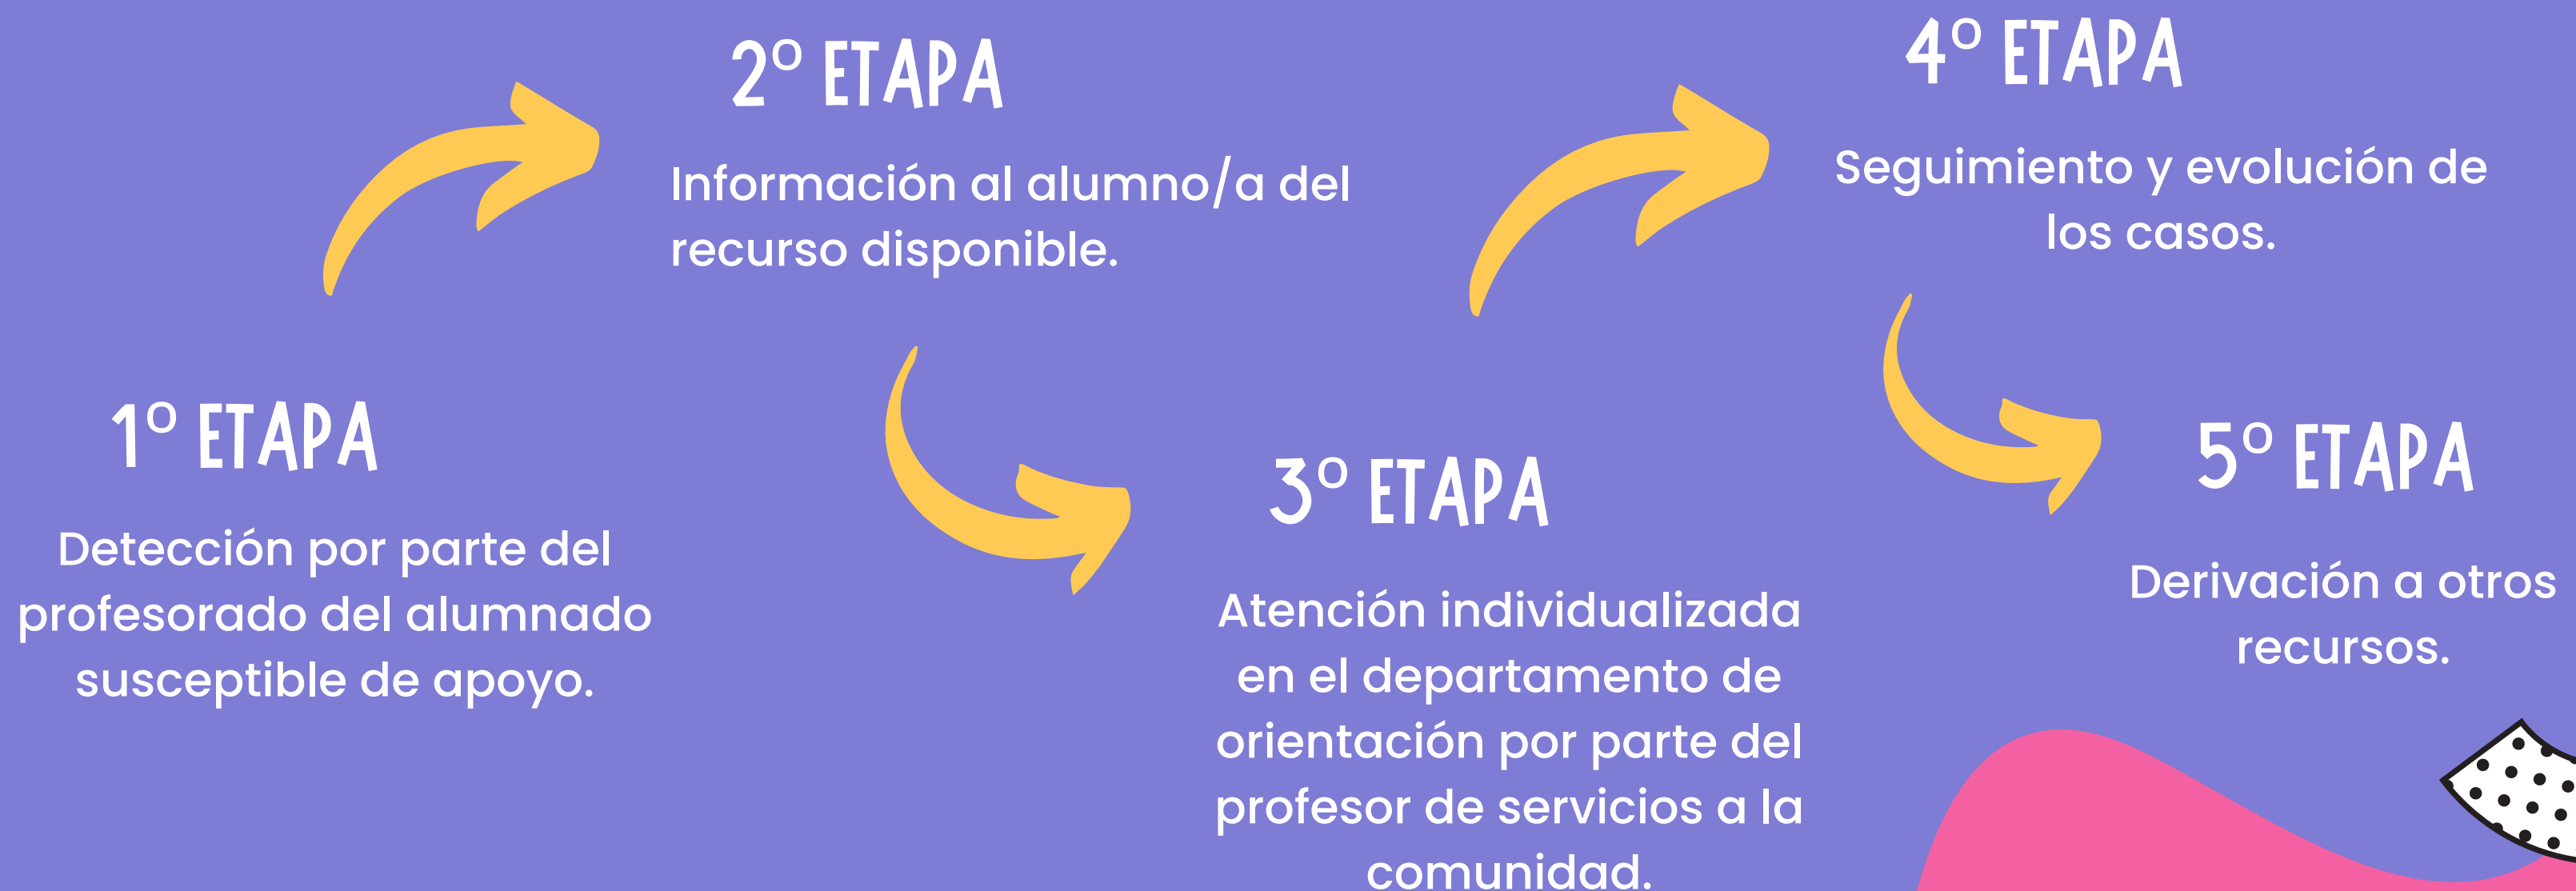 1º ETAPA
Detección por parte del
profesorado del alumnado
susceptible de apoyo.
2º ETAPA
Información al alumno/a del
recurso disponible.
3º ETAPA
Atención individualizada
en el departamento de
orientación por parte del
profesor de servicios a la
comunidad.
4º ETAPA
Seguimiento y evolución de
los casos.
5º ETAPA
Derivación a otros
recursos.